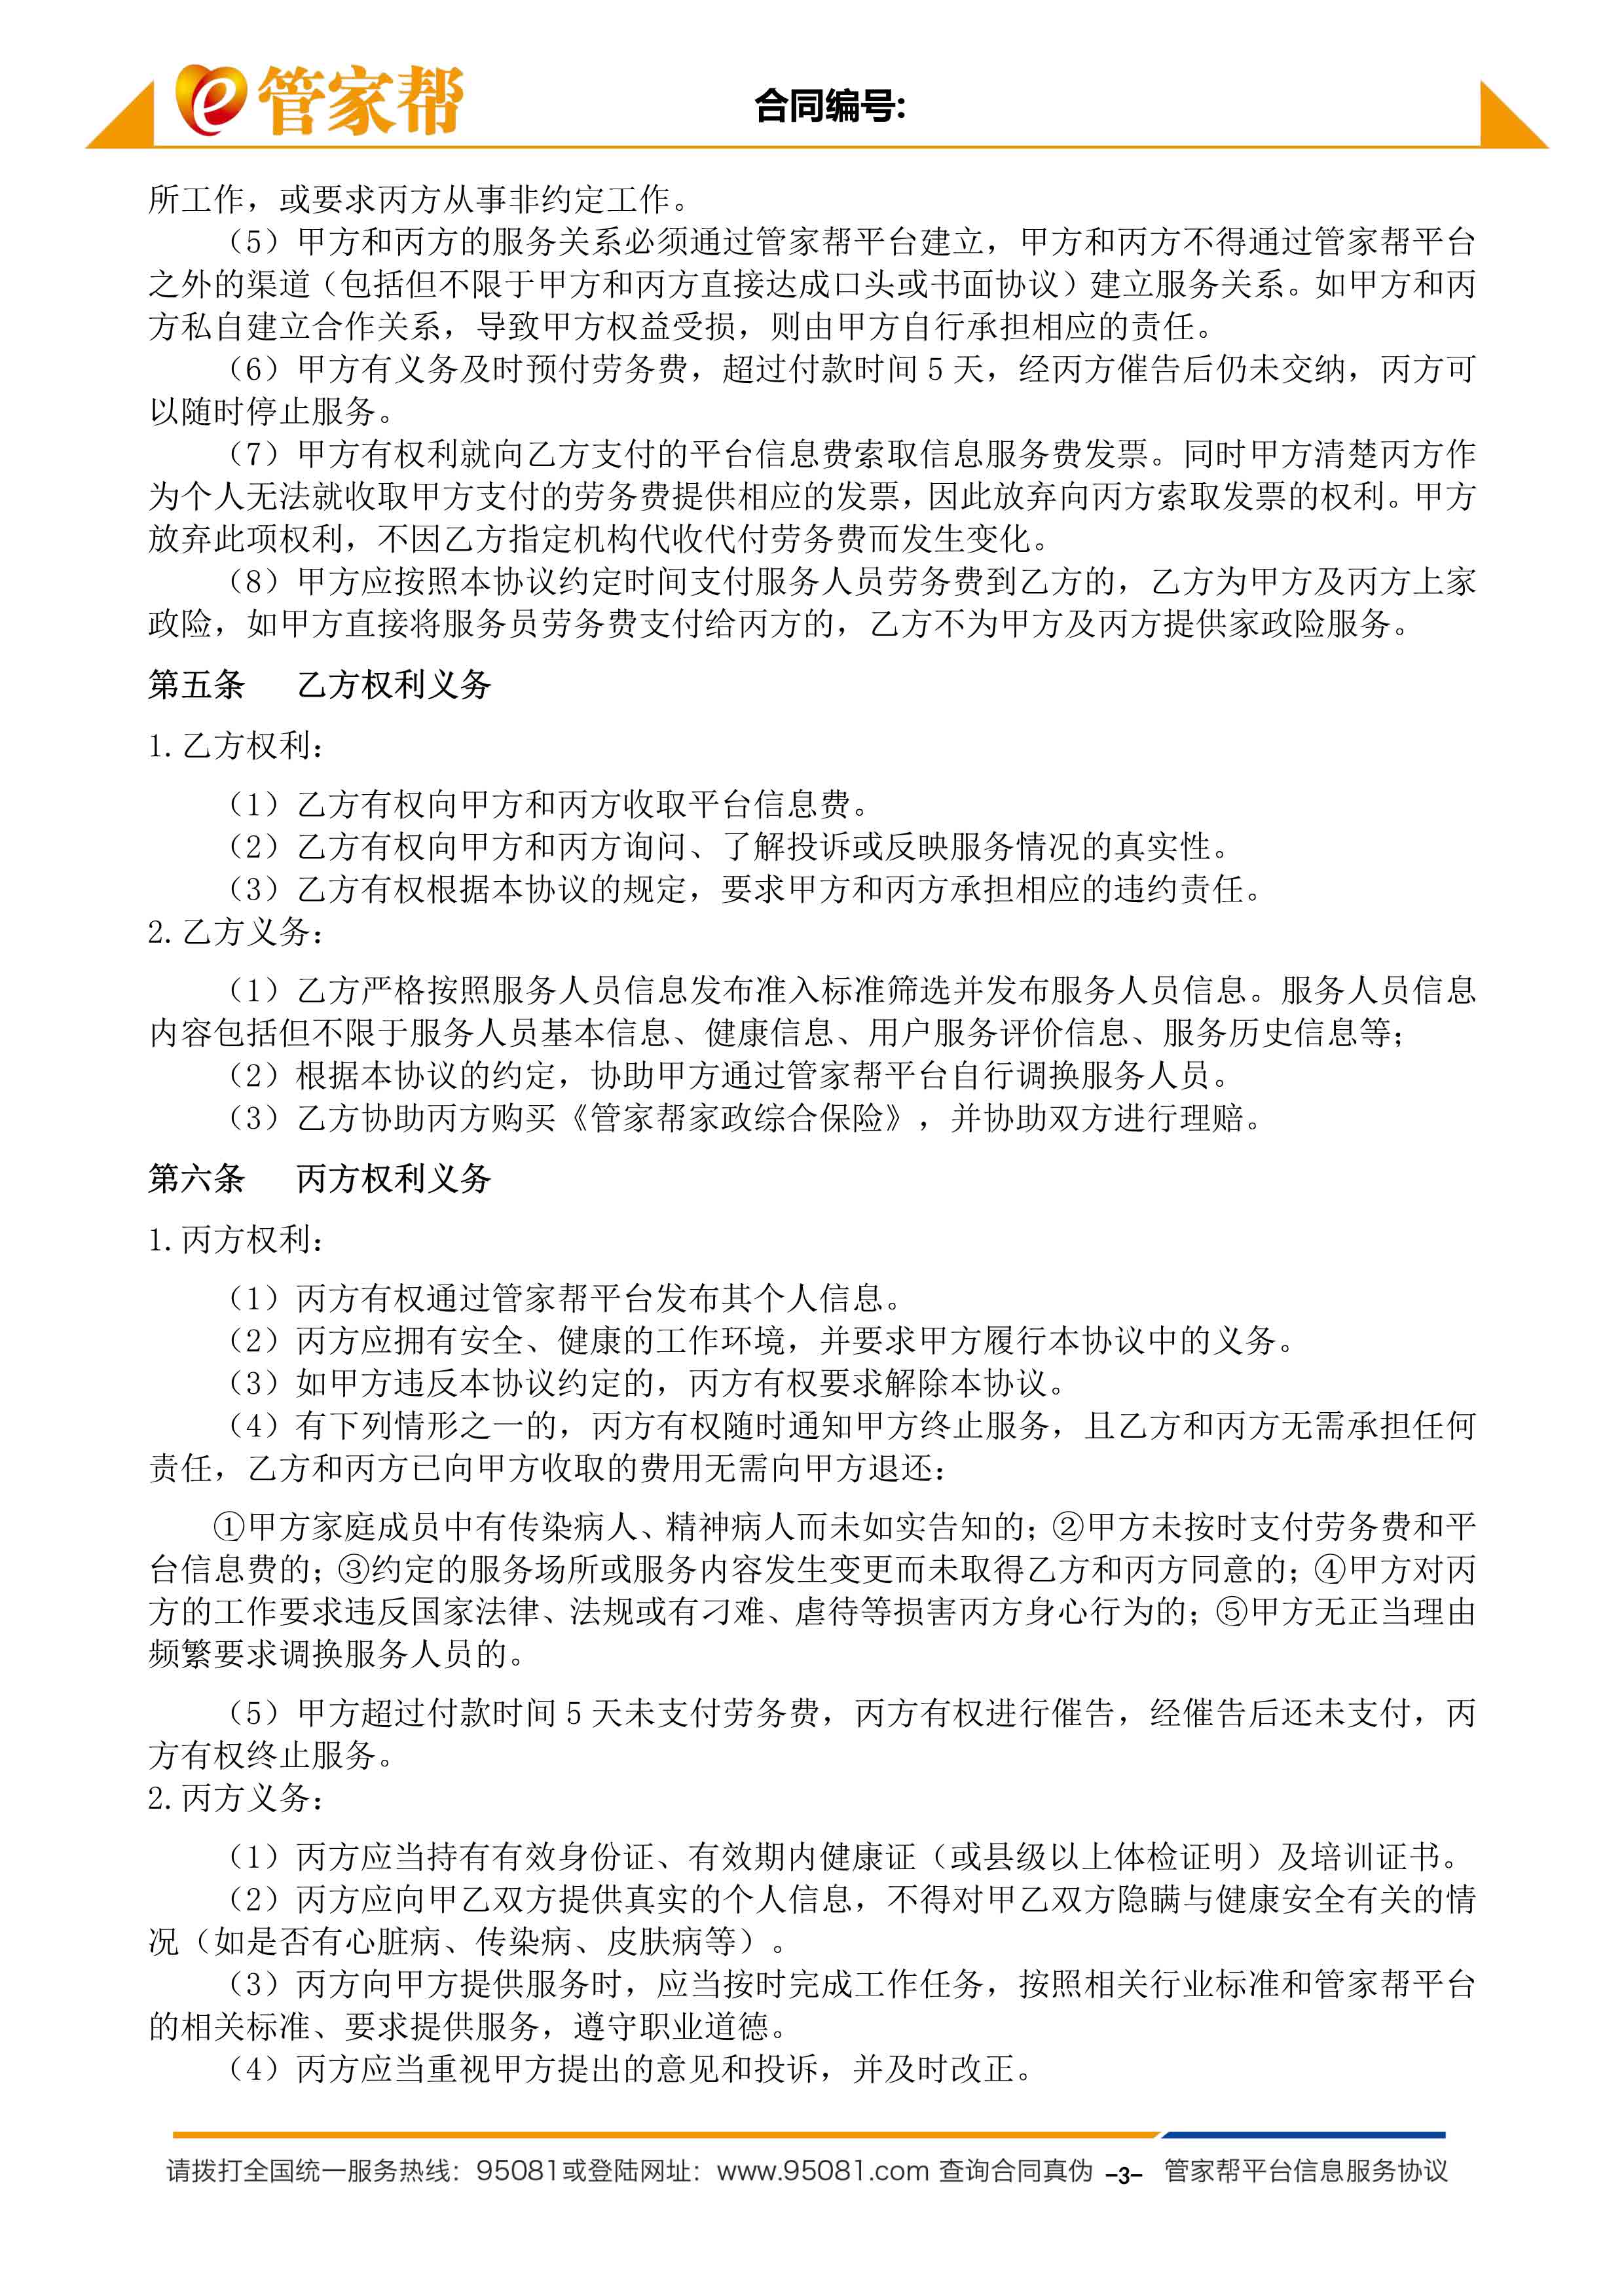 管家帮
合同编号:
所工作，或要求丙方从事非约定工作。
（5）甲方和丙方的服务关系必须通过管家帮平台建立，甲方和丙方不得通过管家帮平台
之外的渠道（包括但不限于甲方和丙方直接达成口头或书面协议）建立服务关系。如甲方和丙
方私自建立合作关系，导致甲方权益受损，则由甲方自行承担相应的责任。
（6）甲方有义务及时预付劳务费，超过付款时间 5 天，经丙方催告后仍未交纳，丙方可
以随时停止服务。
（7）甲方有权利就向乙方支付的平台信息费索取信息服务费发票。同时甲方清楚丙方作
为个人无法就收取甲方支付的劳务费提供相应的发票，因此放弃向丙方索取发票的权利。甲方
放弃此项权利，不因乙方指定机构代收代付劳务费而发生变化。
（8）甲方应按照本协议约定时间支付服务人员劳务费到乙方的，乙方为甲方及丙方上家
政险，如甲方直接将服务员劳务费支付给丙方的，乙方不为甲方及丙方提供家政险服务。
第五条 乙方权利义务
1.乙方权利：
（1）乙方有权向甲方和丙方收取平台信息费。
（2）乙方有权向甲方和丙方询问、了解投诉或反映服务情况的真实性。
（3）乙方有权根据本协议的规定，要求甲方和丙方承担相应的违约责任。
2.乙方义务：
（1）乙方严格按照服务人员信息发布准入标准筛选并发布服务人员信息。服务人员信息
内容包括但不限于服务人员基本信息、健康信息、用户服务评价信息、服务历史信息等；
（2）根据本协议的约定，协助甲方通过管家帮平台自行调换服务人员。
（3）乙方协助丙方购买《管家帮家政综合保险》，并协助双方进行理赔。
第六条 丙方权利义务
1.丙方权利：
（1）丙方有权通过管家帮平台发布其个人信息。
（2）丙方应拥有安全、健康的工作环境，并要求甲方履行本协议中的义务。
（3）如甲方违反本协议约定的，丙方有权要求解除本协议。
（4）有下列情形之一的，丙方有权随时通知甲方终止服务，且乙方和丙方无需承担任何
责任，乙方和丙方已向甲方收取的费用无需向甲方退还：
①甲方家庭成员中有传染病人、精神病人而未如实告知的；②甲方未按时支付劳务费和平
台信息费的；③约定的服务场所或服务内容发生变更而未取得乙方和丙方同意的；④甲方对丙
方的工作要求违反国家法律、法规或有刁难、虐待等损害丙方身心行为的；⑤甲方无正当理由
频繁要求调换服务人员的。
（5）甲方超过付款时间 5 天未支付劳务费，丙方有权进行催告，经催告后还未支付，丙
方有权终止服务。
2.丙方义务：
（1）丙方应当持有有效身份证、有效期内健康证（或县级以上体检证明）及培训证书。
（2）丙方应向甲乙双方提供真实的个人信息，不得对甲乙双方隐瞒与健康安全有关的情
况（如是否有心脏病、传染病、皮肤病等）。
（3）丙方向甲方提供服务时，应当按时完成工作任务，按照相关行业标准和管家帮平台
的相关标准、要求提供服务，遵守职业道德。
（4）丙方应当重视甲方提出的意见和投诉，并及时改正。
请拨打全国统一服务热线：95081或登陆网址：www.95081.com 查询合同真伪 -3- 管家帮平台信息服务协议